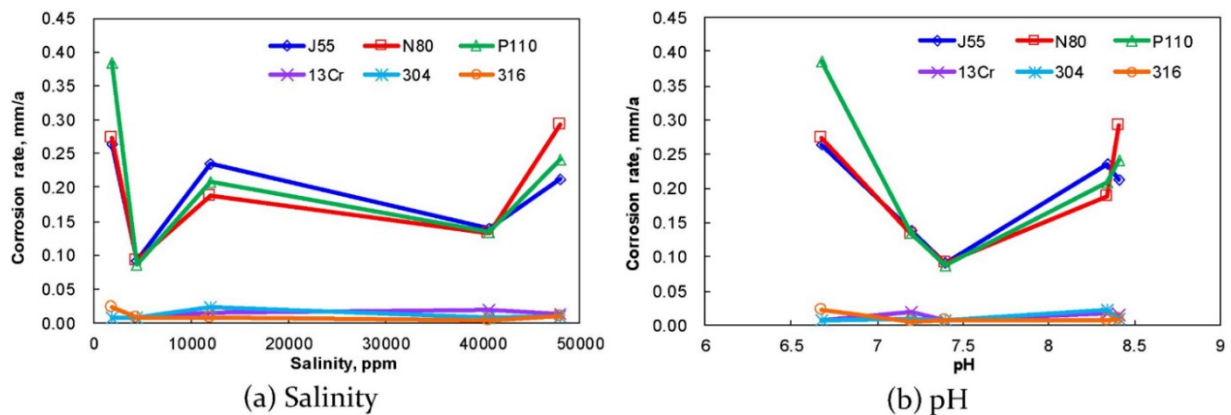 0.45
0.40
0.35
0.30
0.25
0.20
0.15
0.10
0.05
0.00
Corrosion rate, mm/a
J55 N80 P110
13Cr 304 316
0 10000 20000 30000 40000 50000
Salinity, ppm
(a) Salinity
0.45
0.40
0.35
0.30
0.25
0.20
0.15
0.10
0.05
0.00
Corrosion rate, mm/a
J55 N80 P110
13Cr 304 316
6 6.5 7 7.5 8 8.5 9
pH
(b) pH